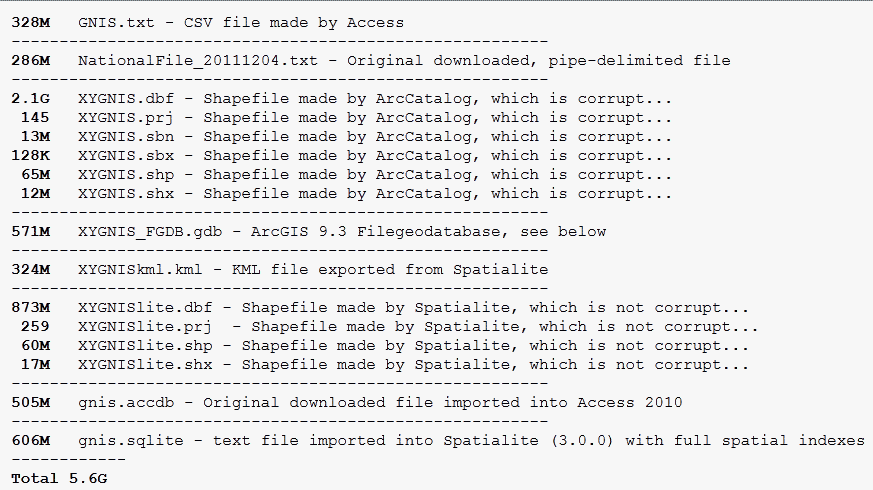 328M   GNIS.txt - CSV file made by Access
--------------------------------------------------------
286M   NationalFile_20111204.txt - Original downloaded, pipe-delimited file
--------------------------------------------------------
2.1G   XYGNIS.dbf - Shapefile made by ArcCatalog, which is corrupt...
 145   XYGNIS.prj - Shapefile made by ArcCatalog, which is corrupt...
 13M   XYGNIS.sbn - Shapefile made by ArcCatalog, which is corrupt...
128K   XYGNIS.sbx - Shapefile made by ArcCatalog, which is corrupt...
 65M   XYGNIS.shp - Shapefile made by ArcCatalog, which is corrupt...
 12M   XYGNIS.shx - Shapefile made by ArcCatalog, which is corrupt...
--------------------------------------------------------
571M   XYGNIS_FGDB.gdb - ArcGIS 9.3 Filegeodatabase, see below
--------------------------------------------------------
324M   XYGNISkml.kml - KML file exported from Spatialite
--------------------------------------------------------
873M   XYGNISlite.dbf - Shapefile made by Spatialite, which is not corrupt...
 259   XYGNISlite.prj  - Shapefile made by Spatialite, which is not corrupt...
 60M   XYGNISlite.shp - Shapefile made by Spatialite, which is not corrupt...
 17M   XYGNISlite.shx - Shapefile made by Spatialite, which is not corrupt...
--------------------------------------------------------
505M   gnis.accdb - Original downloaded file imported into Access 2010
--------------------------------------------------------
606M   gnis.sqlite - text file imported into Spatialite (3.0.0) with full spatial indexes
------------
Total 5.6G